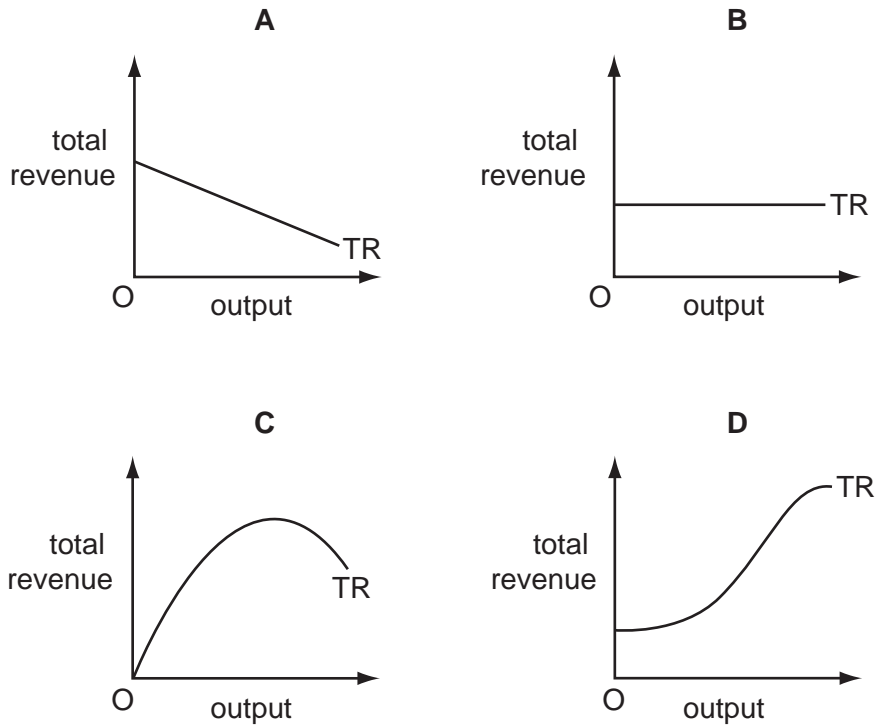 A
total
revenue
TR
O
output
B
total
revenue
TR
O
output
C
total
revenue
TR
O
output
D
total
revenue
TR
O
output